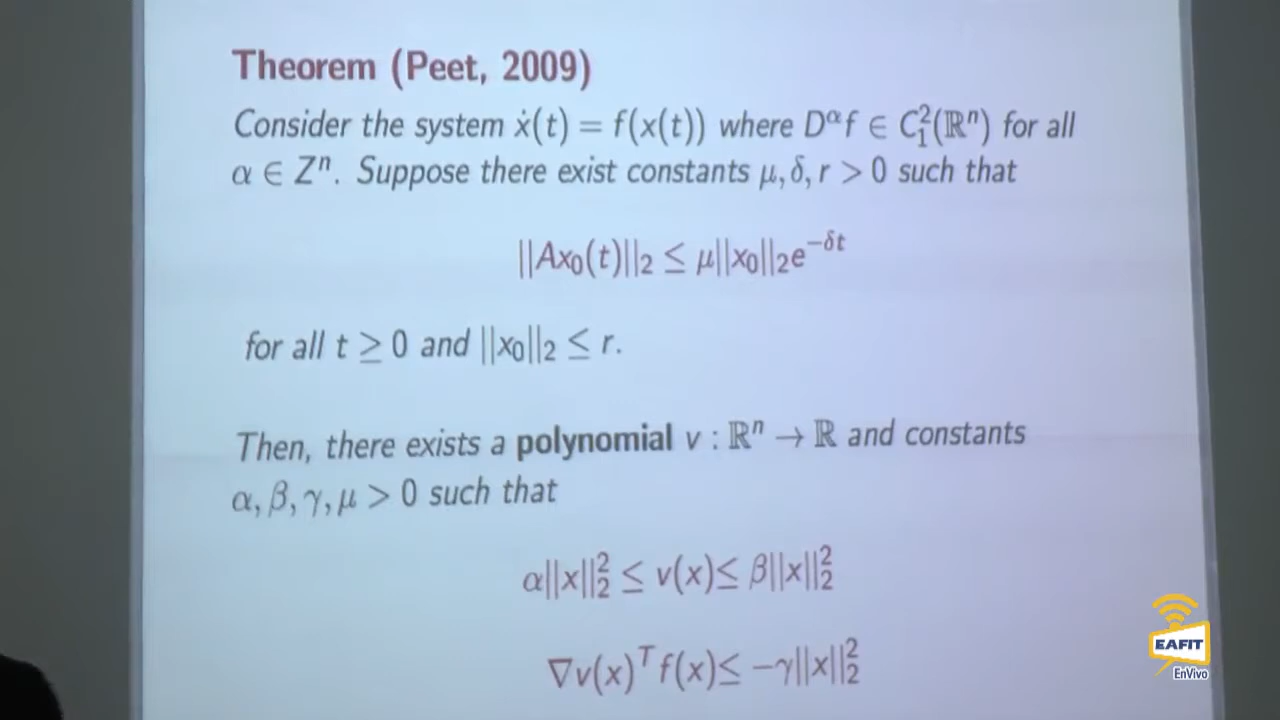 Theorem (Peet, 2009)
Consider the system ẋ(t) = f(x(t)) where D^α f ∈ C_1^2(ℝ^n) for all
α ∈ Z^n. Suppose there exist constants μ, δ, r > 0 such that
||Ax_0(t)||_2 ≤ μ||x_0||_2 e^{−δt}
for all t ≥ 0 and ||x_0||_2 ≤ r.
Then, there exists a polynomial v : ℝ^n → ℝ and constants
α, β, γ, μ > 0 such that
α||x||_2^2 ≤ v(x) ≤ β||x||_2^2
∇v(x)^T f(x) ≤ −γ||x||_2^2
EAFIT
EnVivo